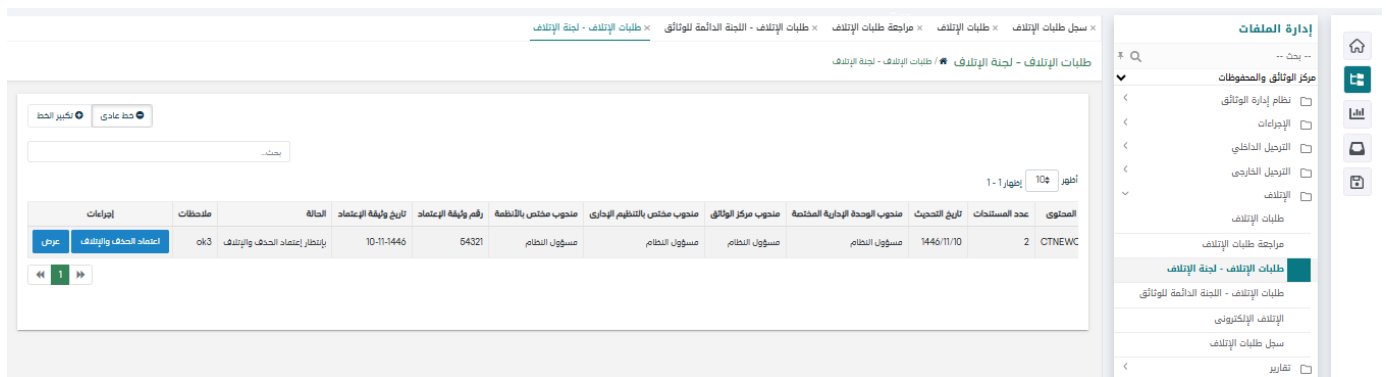 إدارة الملفات
-- بحث --
مركز الوثائق والمحفوظات
نظام إدارة الوثائق
الإجراءات
الترحيل الداخلي
الترحيل الخارجى
الإتلاف
طلبات الإتلاف
مراجعة طلبات الإتلاف
طلبات الإتلاف - لجنة الإتلاف
طلبات الإتلاف - اللجنة الدائمة للوثائق
الإتلاف الإلكترونى
سجل طلبات الإتلاف
تقارير
× سجل طلبات الإتلاف × طلبات الإتلاف × مراجعة طلبات الإتلاف × طلبات الإتلاف - اللجنة الدائمة للوثائق × طلبات الإتلاف - لجنة الإتلاف
طلبات الإتلاف - لجنة الإتلاف / طلبات الإتلاف - لجنة الإتلاف
خط عادى تكبير الخط
بحث..
أظهر 10 إظهار 1 - 1
المحتوى عدد المستندات تاريخ التحديث مندوب الوحدة الإدارية المختصة مندوب مركز الوثائق مندوب مختص بالتنظيم الإدارى مندوب مختص بالأنظمة رقم وثيقة الإعتماد تاريخ وثيقة الإعتماد الحالة ملاحظات إجراءات
CTNEWC 2 1446/11/10 مسؤول النظام مسؤول النظام مسؤول النظام مسؤول النظام 54321 10-11-1446 بإنتظار إعتماد الحذف والإتلاف ok3 اعتماد الحذف والإتلاف عرض
1